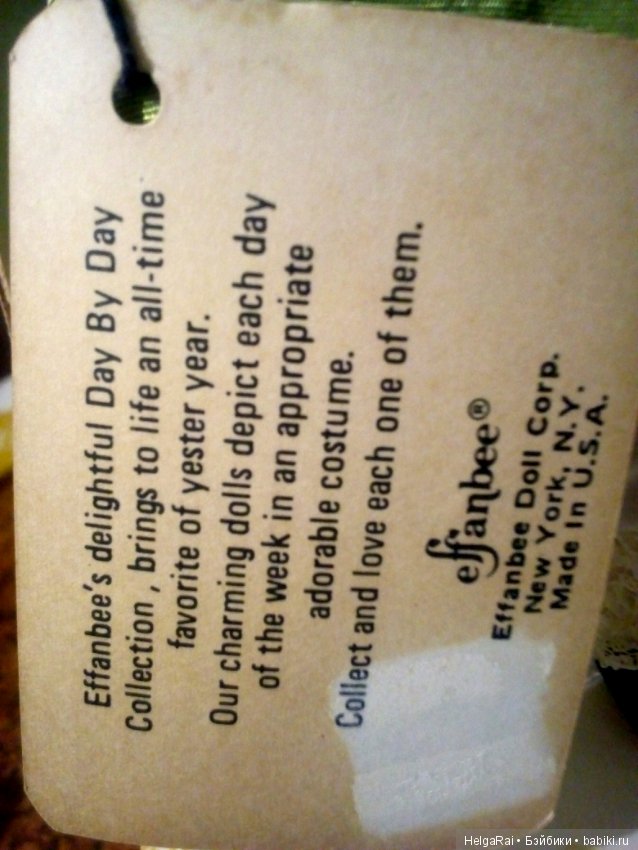 Effanbee's delightful Day By Day
Collection, brings to life an all-time
favorite of yester year.
Our charming dolls depict each day
of the week in an appropriate
adorable costume.
Collect and love each one of them.
effanbee®
Effanbee Doll Corp.
New York, N.Y.
Made In U.S.A.
HelgaRai • Бэйбики • babiki.ru